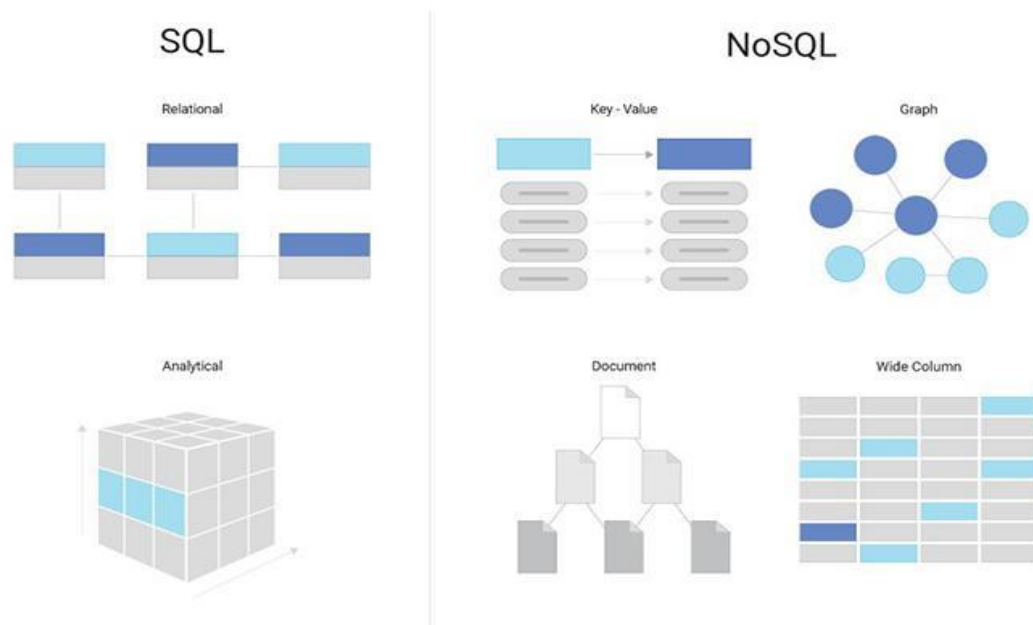 SQL
Relational
Analytical
NoSQL
Key - Value
Graph
Document
Wide Column